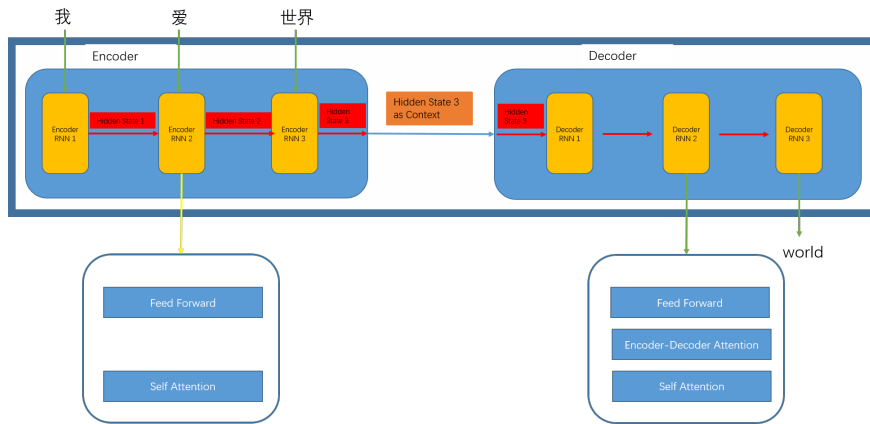 我
爱
世界
Encoder
Decoder
Encoder
RNN 1
Hidden State 1
Encoder
RNN 2
Hidden State 2
Encoder
RNN 3
Hidden
State 3
Hidden State 3
as Context
Hidden
State 3
Decoder
RNN 1
Decoder
RNN 2
Decoder
RNN 3
world
Feed Forward
Self Attention
Feed Forward
Encoder-Decoder Attention
Self Attention